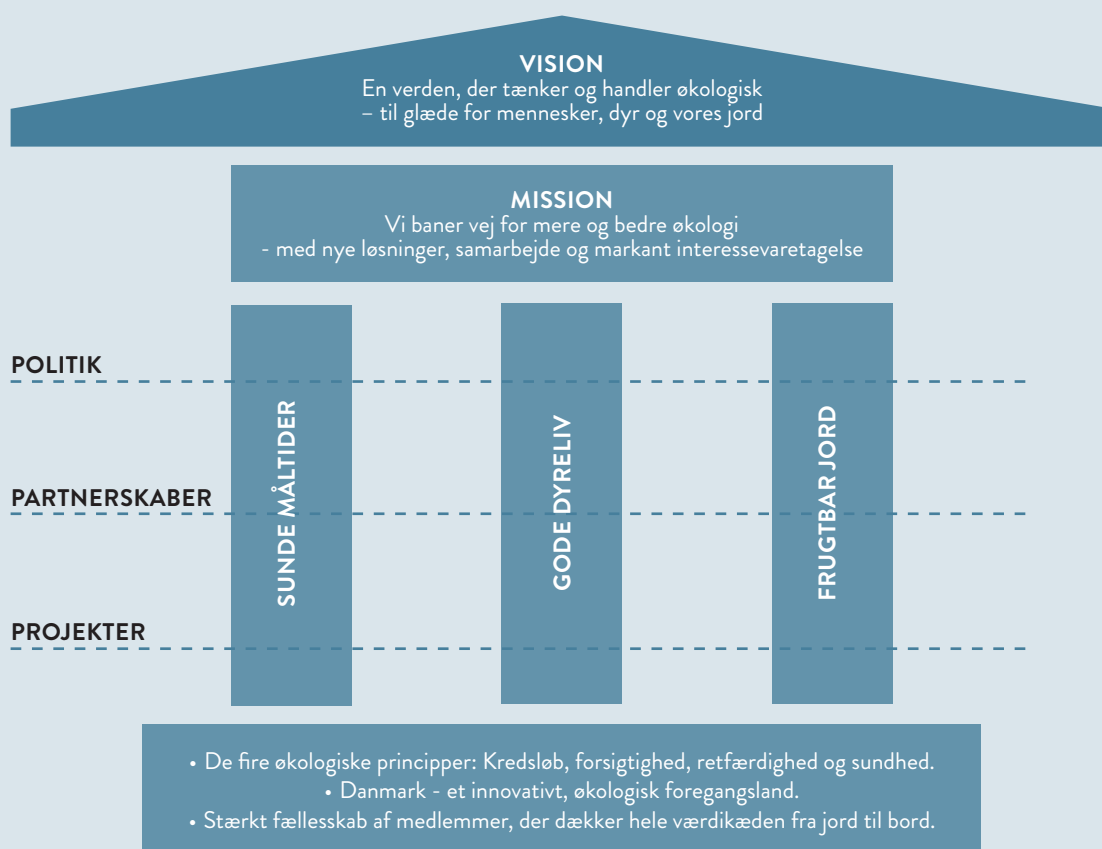 VISION
En verden, der tænker og handler økologisk
– til glæde for mennesker, dyr og vores jord
MISSION
Vi baner vej for mere og bedre økologi
- med nye løsninger, samarbejde og markant interessevaretagelse
POLITIK
PARTNERSKABER
PROJEKTER
SUNDE MÅLTIDER
GODE DYRELIV
FRUGTBAR JORD
• De fire økologiske principper: Kredsløb, forsigtighed, retfærdighed og sundhed.
• Danmark - et innovativt, økologisk foregangsland.
• Stærkt fællesskab af medlemmer, der dækker hele værdikæden fra jord til bord.